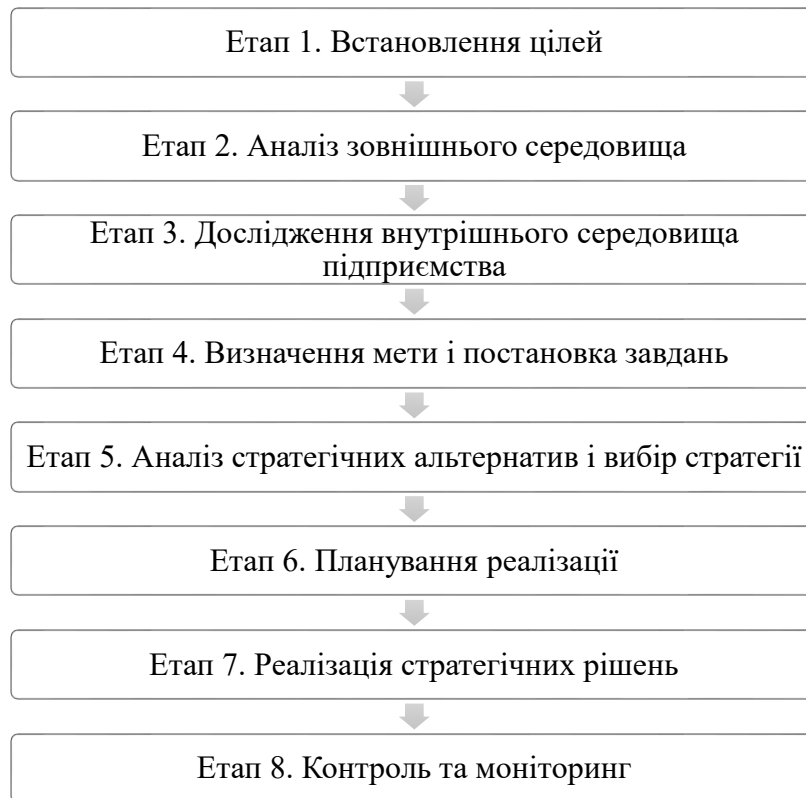 Етап 1. Встановлення цілей
Етап 2. Аналіз зовнішнього середовища
Етап 3. Дослідження внутрішнього середовища
підприємства
Етап 4. Визначення мети і постановка завдань
Етап 5. Аналіз стратегічних альтернатив і вибір стратегії
Етап 6. Планування реалізації
Етап 7. Реалізація стратегічних рішень
Етап 8. Контроль та моніторинг